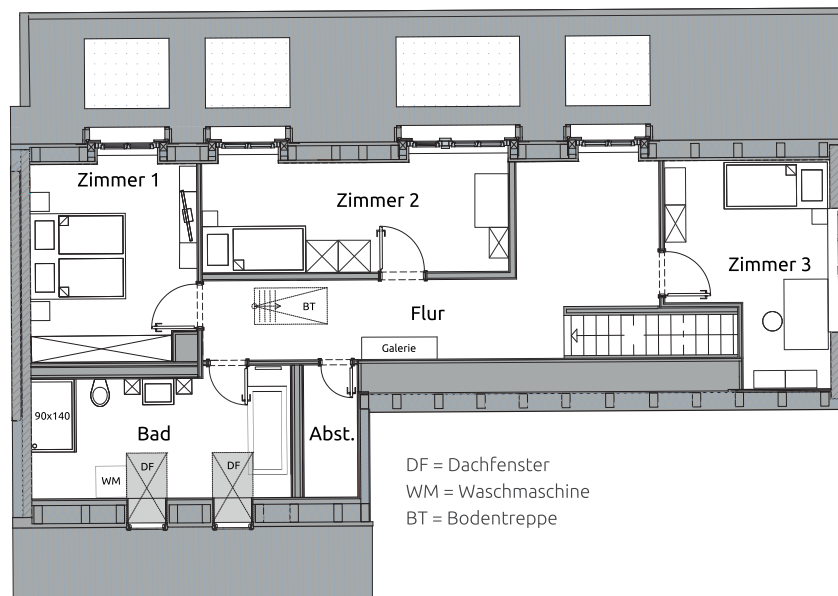 Zimmer 1
Zimmer 2
Zimmer 3
BT
Flur
Galerie
90x140
Bad
Abst.
WM
DF
DF
DF = Dachfenster
WM = Waschmaschine
BT = Bodentreppe